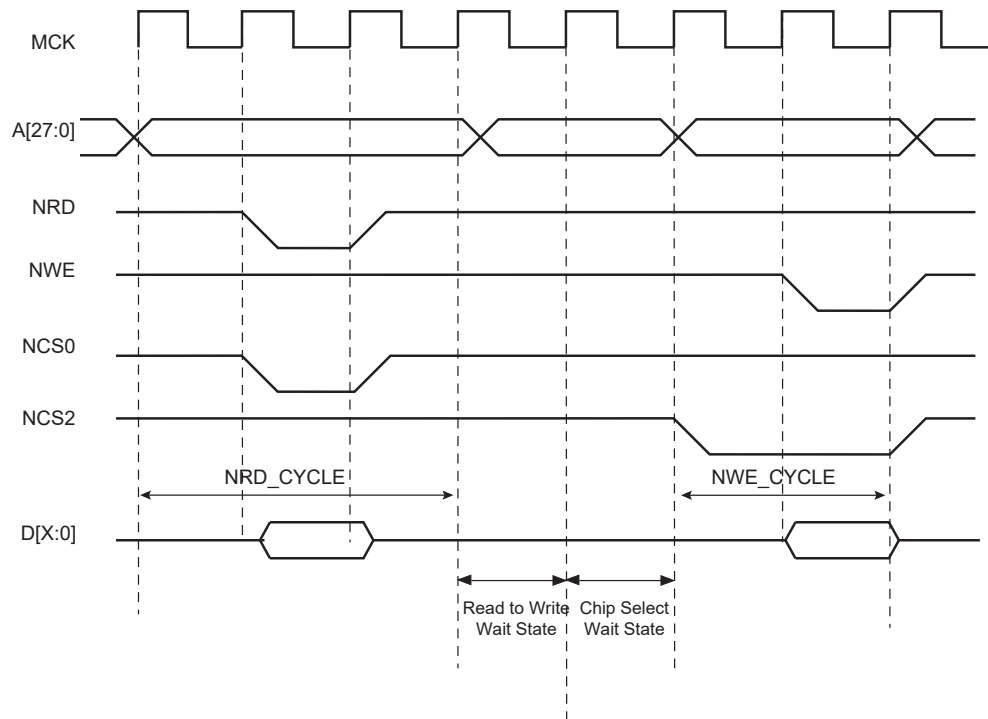 MCK
A[27:0]
NRD
NWE
NCS0
NCS2
NRD_CYCLE
NWE_CYCLE
D[X:0]
Read to Write
Wait State
Chip Select
Wait State